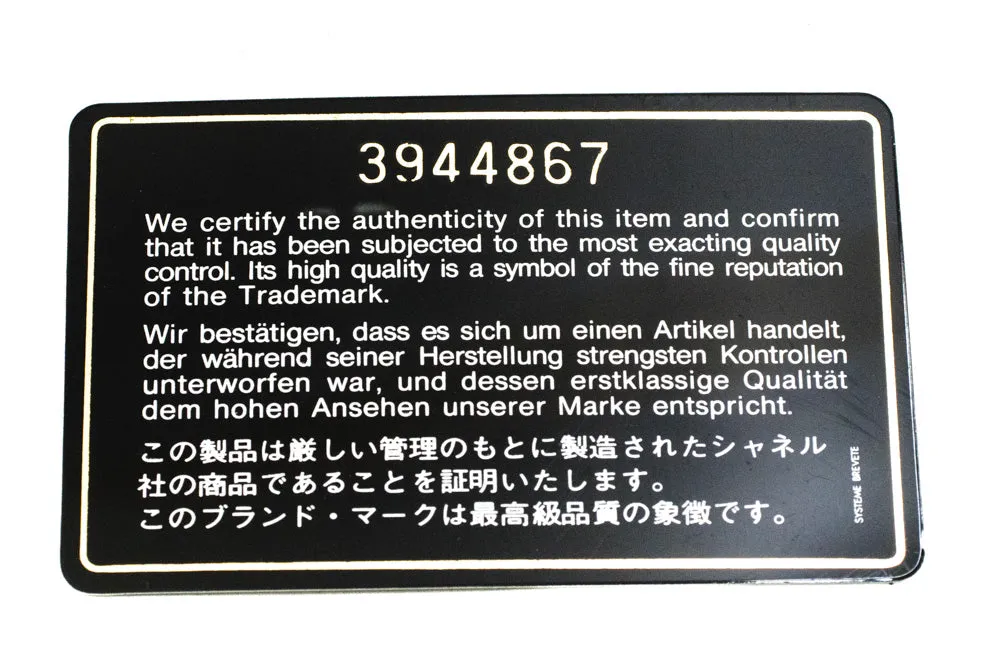 3944867
We certify the authenticity of this item and confirm
that it has been subjected to the most exacting quality
control. Its high quality is a symbol of the fine reputation
of the Trademark.
Wir bestätigen, dass es sich um einen Artikel handelt,
der während seiner Herstellung strengsten Kontrollen
unterworfen war, und dessen erstklassige Qualität
dem hohen Ansehen unserer Marke entspricht.
この製品は厳しい管理のもとに製造されたシャネル
社の商品であることを証明いたします。
このブランド・マークは最高級品質の象徴です。
SYSTEME BREVETE